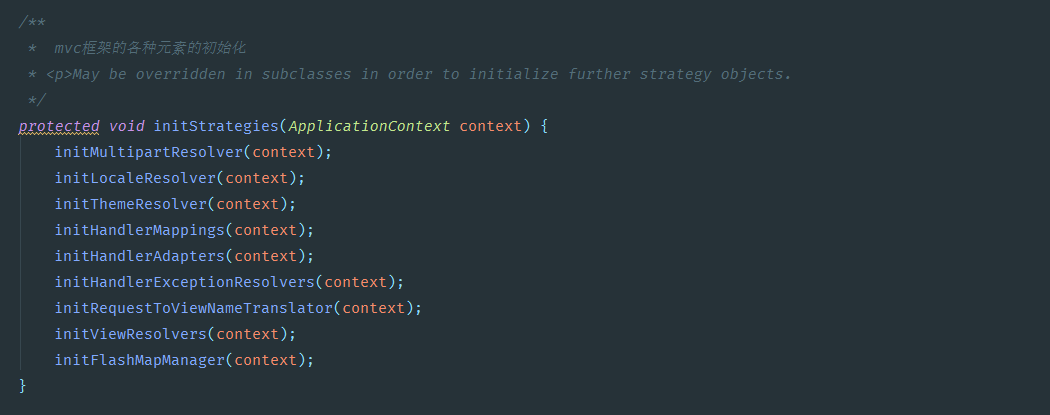 /**
 *  mvc框架的各种元素的初始化
 * <p>May be overridden in subclasses in order to initialize further strategy objects.
 */
protected void initStrategies(ApplicationContext context) {
    initMultipartResolver(context);
    initLocaleResolver(context);
    initThemeResolver(context);
    initHandlerMappings(context);
    initHandlerAdapters(context);
    initHandlerExceptionResolvers(context);
    initRequestToViewNameTranslator(context);
    initViewResolvers(context);
    initFlashMapManager(context);
}